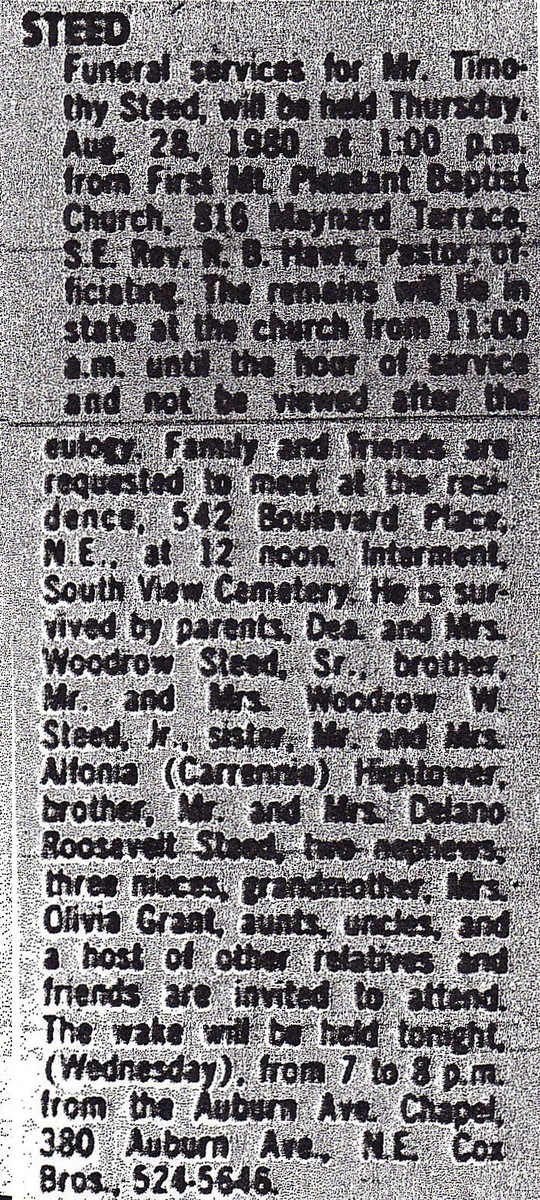 STEED
Funeral services for Mr. Timo-
thy Steed, will be held Thursday,
Aug. 28, 1980 at 1:00 p.m.
from First Mt. Pleasant Baptist
Church, 816 Maynard Terrace,
S.E. Rev. R. B. Hawk, Pastor, of-
ficiating. The remains will lie in
state at the church from 11:00
a.m. until the hour of service
and not be viewed after the
eulogy. Family and friends are
requested to meet at the resi-
dence, 542 Boulevard Place,
N.E., at 12 noon. Interment,
South View Cemetery. He is sur-
vived by parents, Dea. and Mrs.
Woodrow Steed, Sr., brother,
Mr. and Mrs. Woodrow W.
Steed, Jr., sister, Mr. and Mrs.
Alfonia (Carrennie) Hightower,
brother, Mr. and Mrs. Delano
Roosevelt Steed, two nephews,
three nieces, grandmother, Mrs.
Olivia Grant, aunts, uncles, and
a host of other relatives and
friends are invited to attend.
The wake will be held tonight,
(Wednesday), from 7 to 8 p.m.
from the Auburn Ave. Chapel,
380 Auburn Ave., N.E. Cox
Bros., 524-5646.